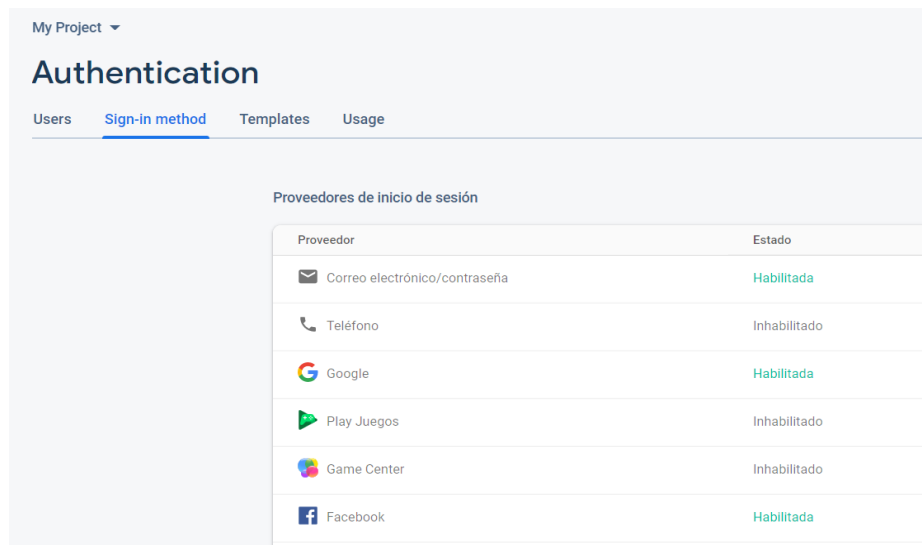 My Project
Authentication
Users Sign-in method Templates Usage
Proveedores de inicio de sesión
Proveedor Estado
Correo electrónico/contraseña Habilitada
Teléfono Inhabilitado
Google Habilitada
Play Juegos Inhabilitado
Game Center Inhabilitado
Facebook Habilitada